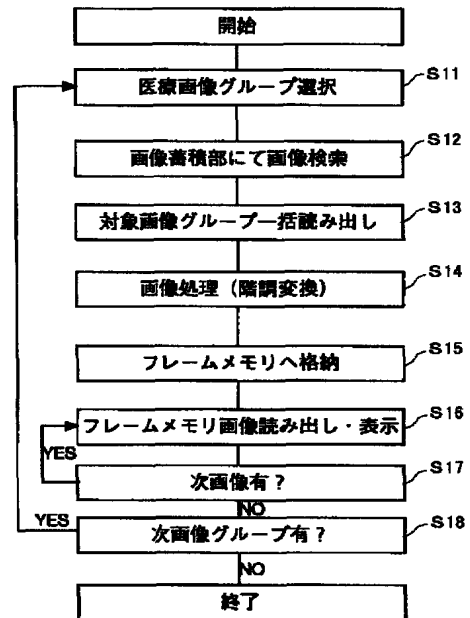 開始
医療画像グループ選択
S11
画像蓄積部にて画像検索
S12
対象画像グループ一括読み出し
S13
画像処理（階調変換）
S14
フレームメモリへ格納
S15
フレームメモリ画像読み出し・表示
S16
YES
次画像有？
S17
NO
YES
次画像グループ有？
S18
NO
終了